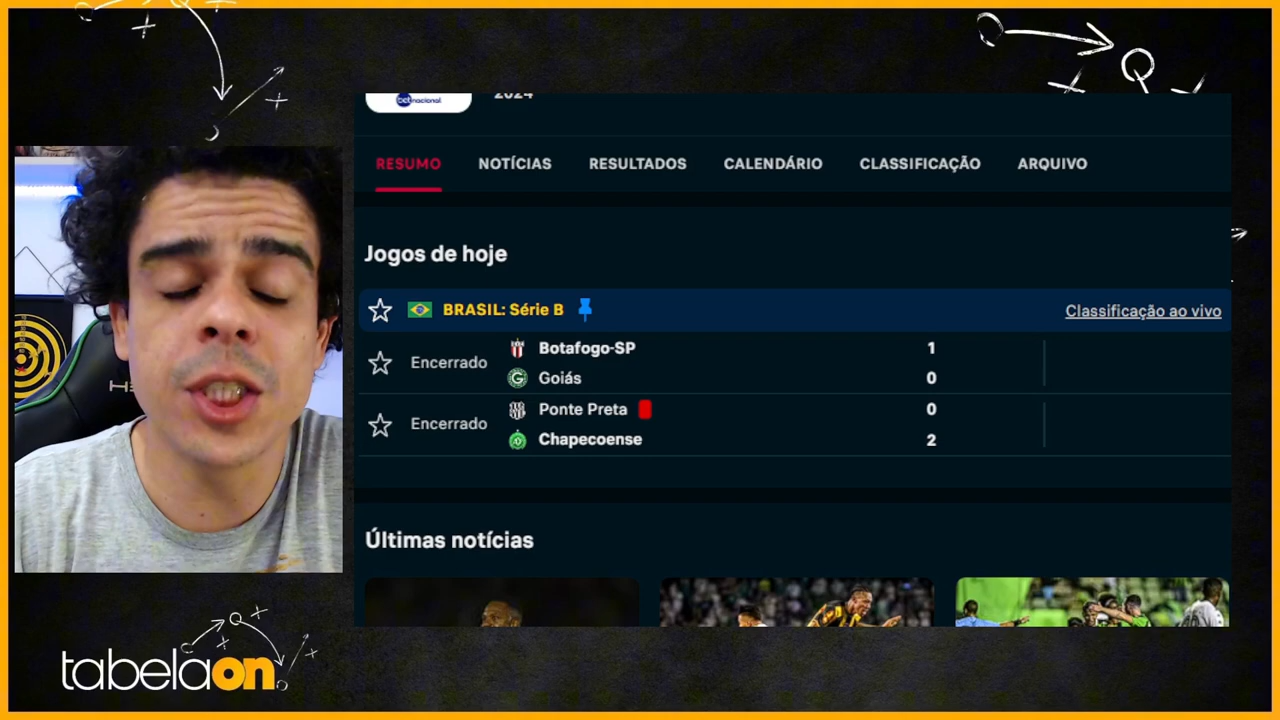 betnacional
2024
RESUMO
NOTÍCIAS
RESULTADOS
CALENDÁRIO
CLASSIFICAÇÃO
ARQUIVO
Jogos de hoje
BRASIL: Série B
Classificação ao vivo
Encerrado
Botafogo-SP 1
Goiás 0
Encerrado
Ponte Preta 0
Chapecoense 2
Últimas notícias
tabelaon